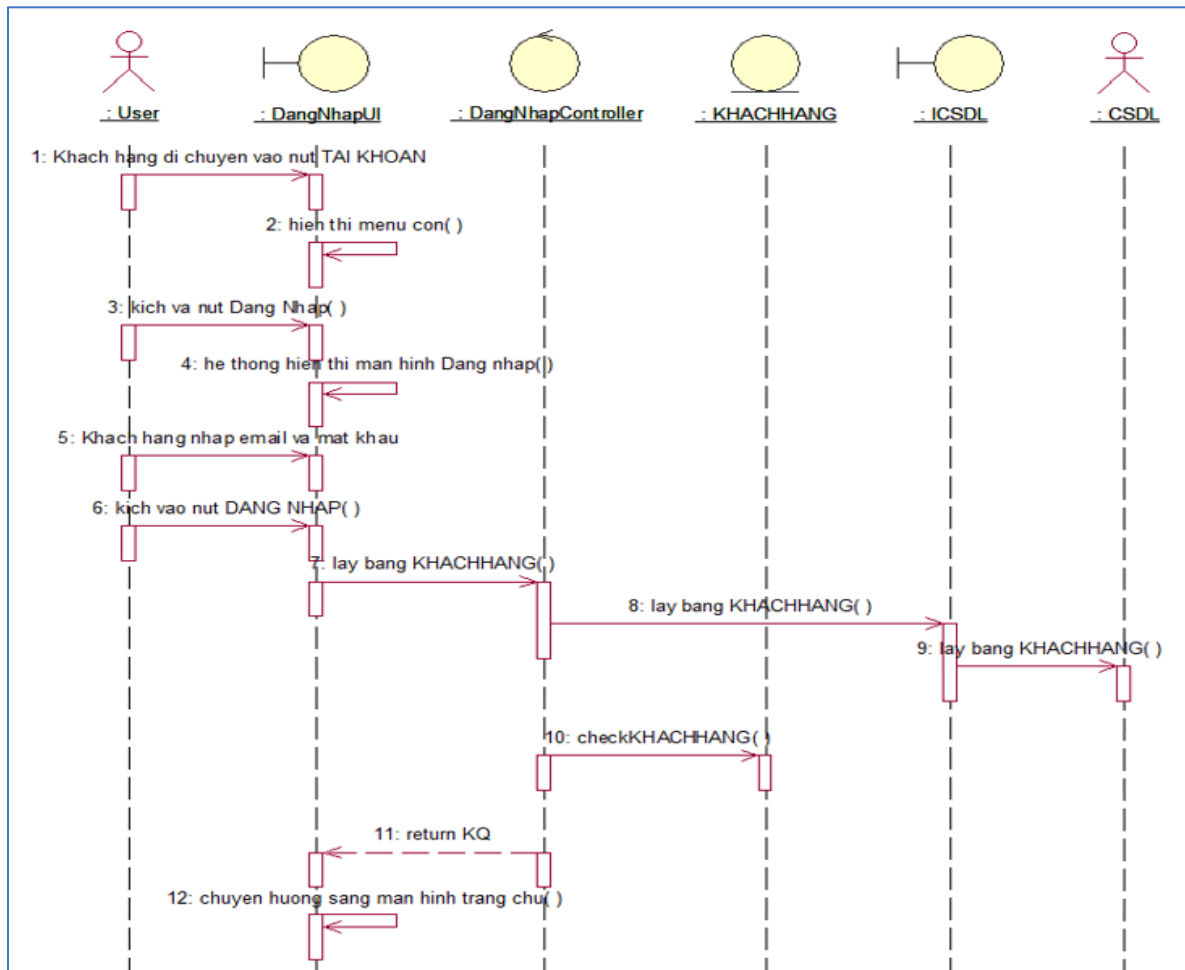 : User
: DangNhapUI
: DangNhapController
: KHACHHANG
: ICSDL
: CSDL
1: Khach hang di chuyen vao nut TAI KHOAN
2: hien thi menu con( )
3: kich va nut Dang Nhap( )
4: he thong hien thi man hinh Dang nhap( )
5: Khach hang nhap email va mat khau
6: kich vao nut DANG NHAP( )
7: lay bang KHACHHANG( )
8: lay bang KHACHHANG( )
9: lay bang KHACHHANG( )
10: checkKHACHHANG( )
11: return KQ
12: chuyen huong sang man hinh trang chu( )